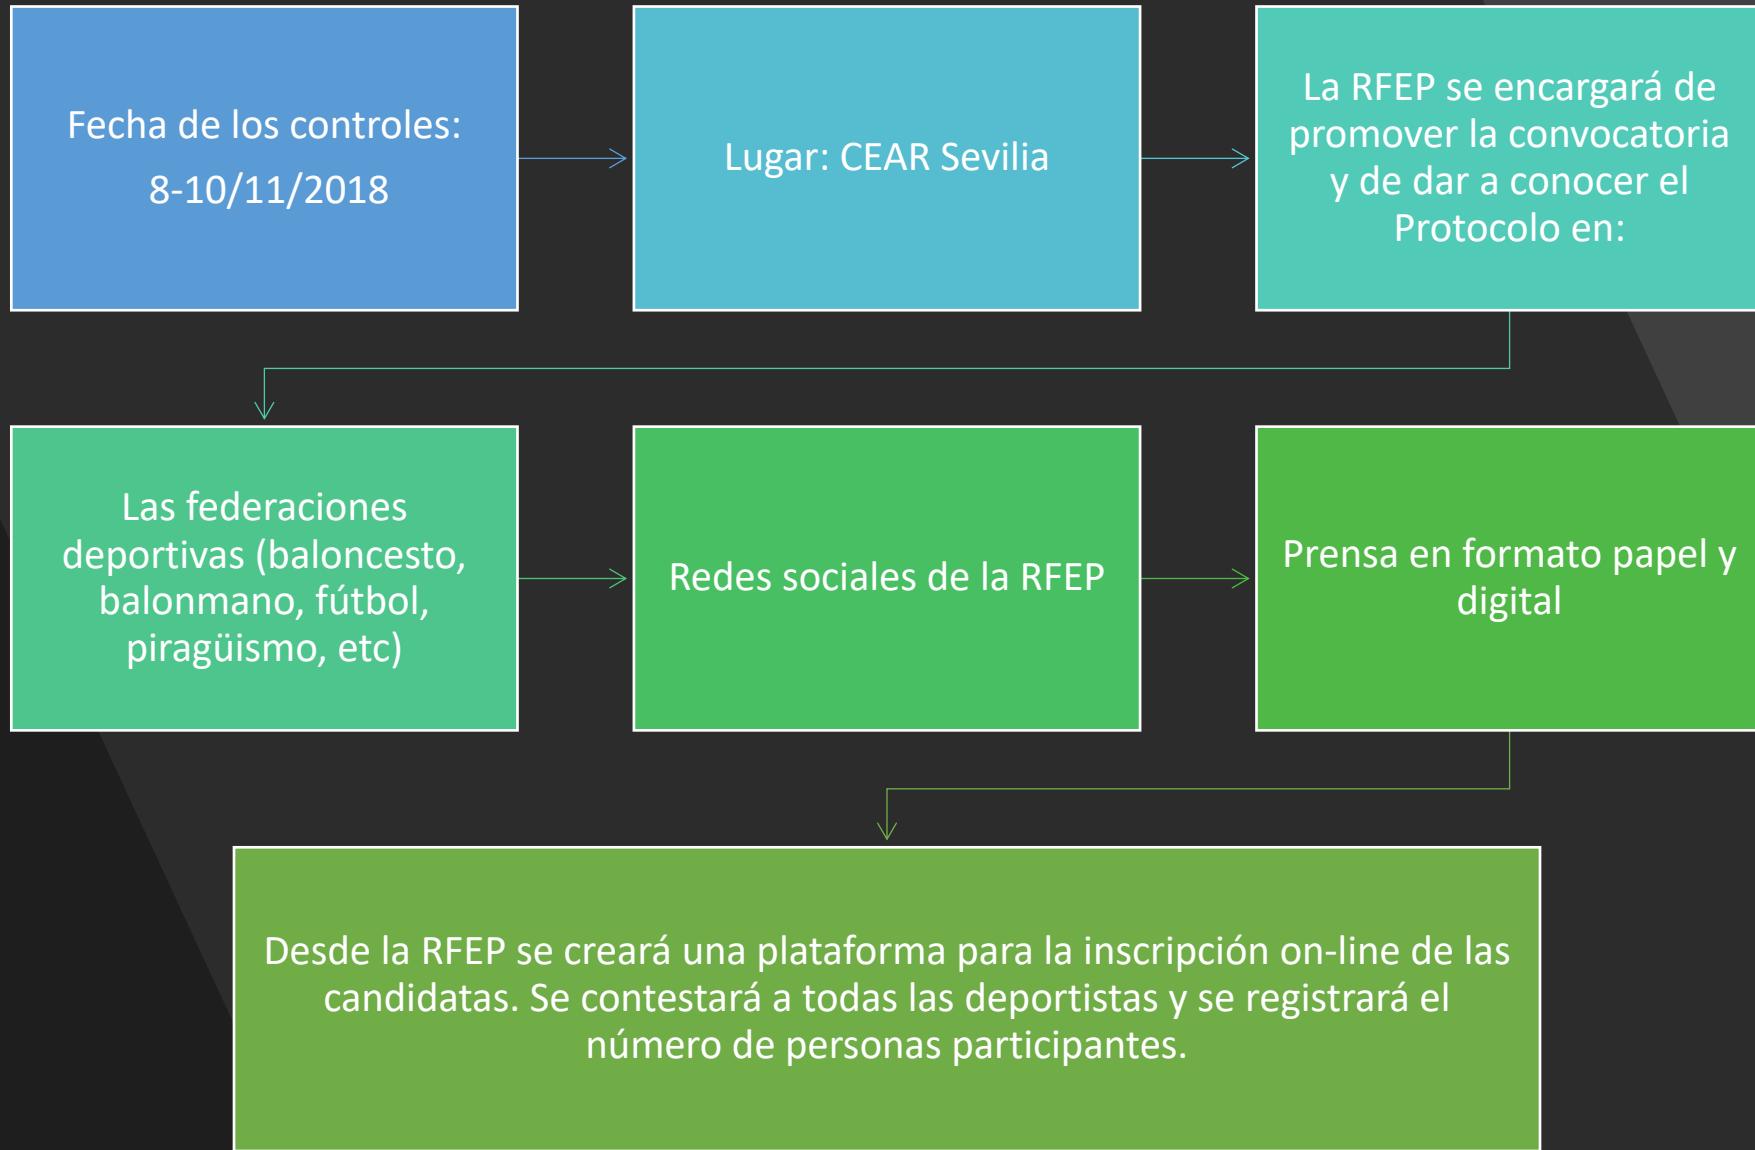 Fecha de los controles:
8-10/11/2018
Lugar: CEAR Sevilia
La RFEP se encargará de
promover la convocatoria
y de dar a conocer el
Protocolo en:
Las federaciones
deportivas (baloncesto,
balonmano, fútbol,
piragüismo, etc)
Redes sociales de la RFEP
Prensa en formato papel y
digital
Desde la RFEP se creará una plataforma para la inscripción on-line de las
candidatas. Se contestará a todas las deportistas y se registrará el
número de personas participantes.